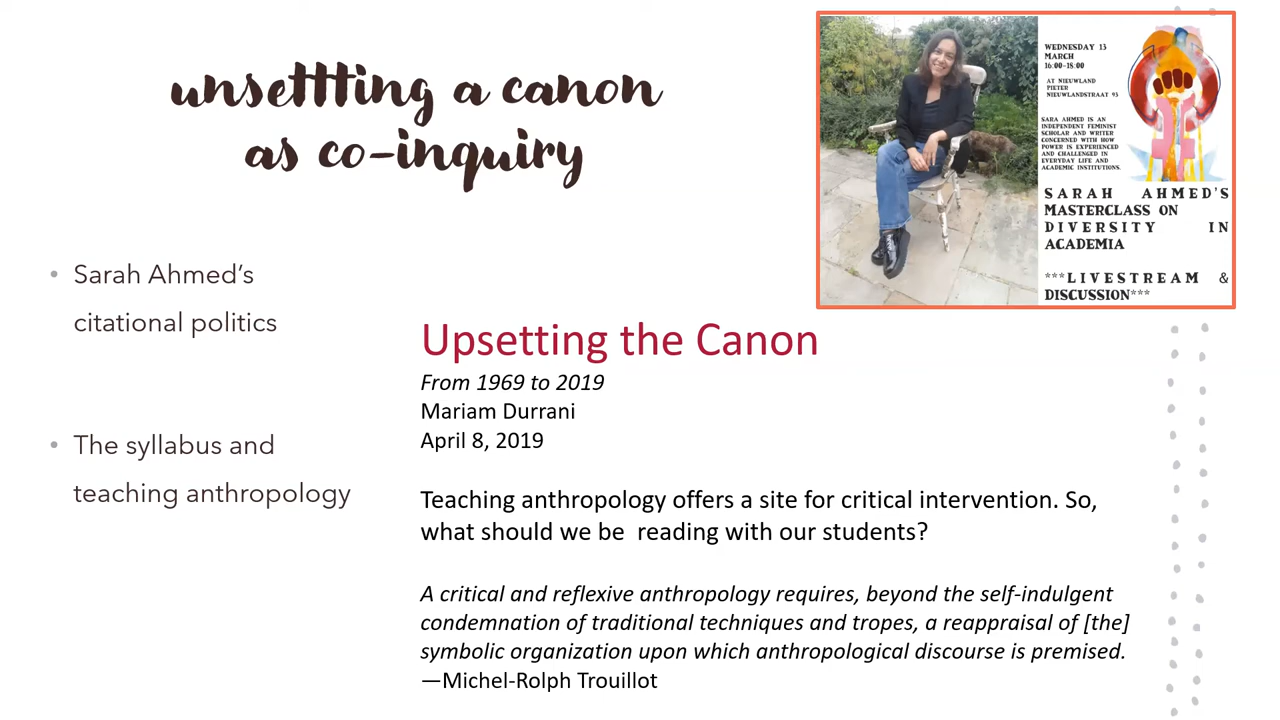 unsettting a canon
as co-inquiry
WEDNESDAY 13
MARCH
16:00-18:00
AT NIEUWLAND
PIETER
NIEUWLANDSTRAAT 93
SARA AHMED IS AN
INDEPENDENT FEMINIST
SCHOLAR AND WRITER
CONCERNED WITH HOW
POWER IS EXPERIENCED
AND CHALLENGED IN
EVERYDAY LIFE AND
ACADEMIC INSTITUTIONS.
SARAH AHMED'S
MASTERCLASS ON
DIVERSITY IN
ACADEMIA
***LIVESTREAM &
DISCUSSION***
• Sarah Ahmed's
citational politics
• The syllabus and
teaching anthropology
Upsetting the Canon
From 1969 to 2019
Mariam Durrani
April 8, 2019
Teaching anthropology offers a site for critical intervention. So,
what should we be  reading with our students?
A critical and reflexive anthropology requires, beyond the self-indulgent
condemnation of traditional techniques and tropes, a reappraisal of [the]
symbolic organization upon which anthropological discourse is premised.
—Michel-Rolph Trouillot